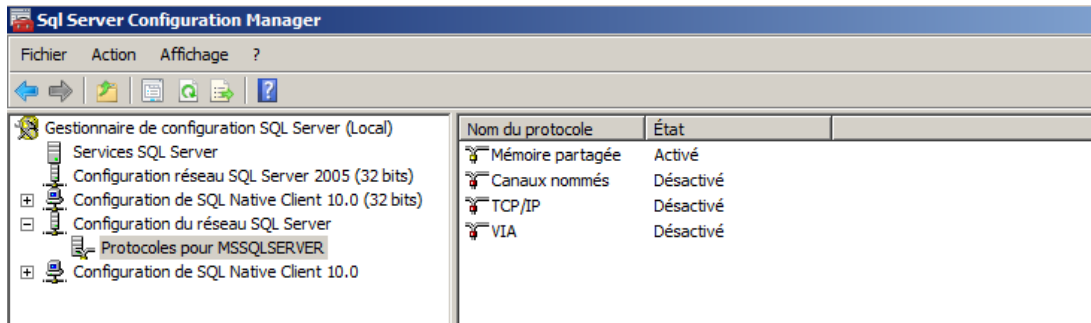 Sql Server Configuration Manager
Fichier Action Affichage ?
Gestionnaire de configuration SQL Server (Local)
Services SQL Server
Configuration réseau SQL Server 2005 (32 bits)
Configuration de SQL Native Client 10.0 (32 bits)
Configuration du réseau SQL Server
Protocoles pour MSSQLSERVER
Configuration de SQL Native Client 10.0
Nom du protocole État
Mémoire partagée Activé
Canaux nommés Désactivé
TCP/IP Désactivé
VIA Désactivé